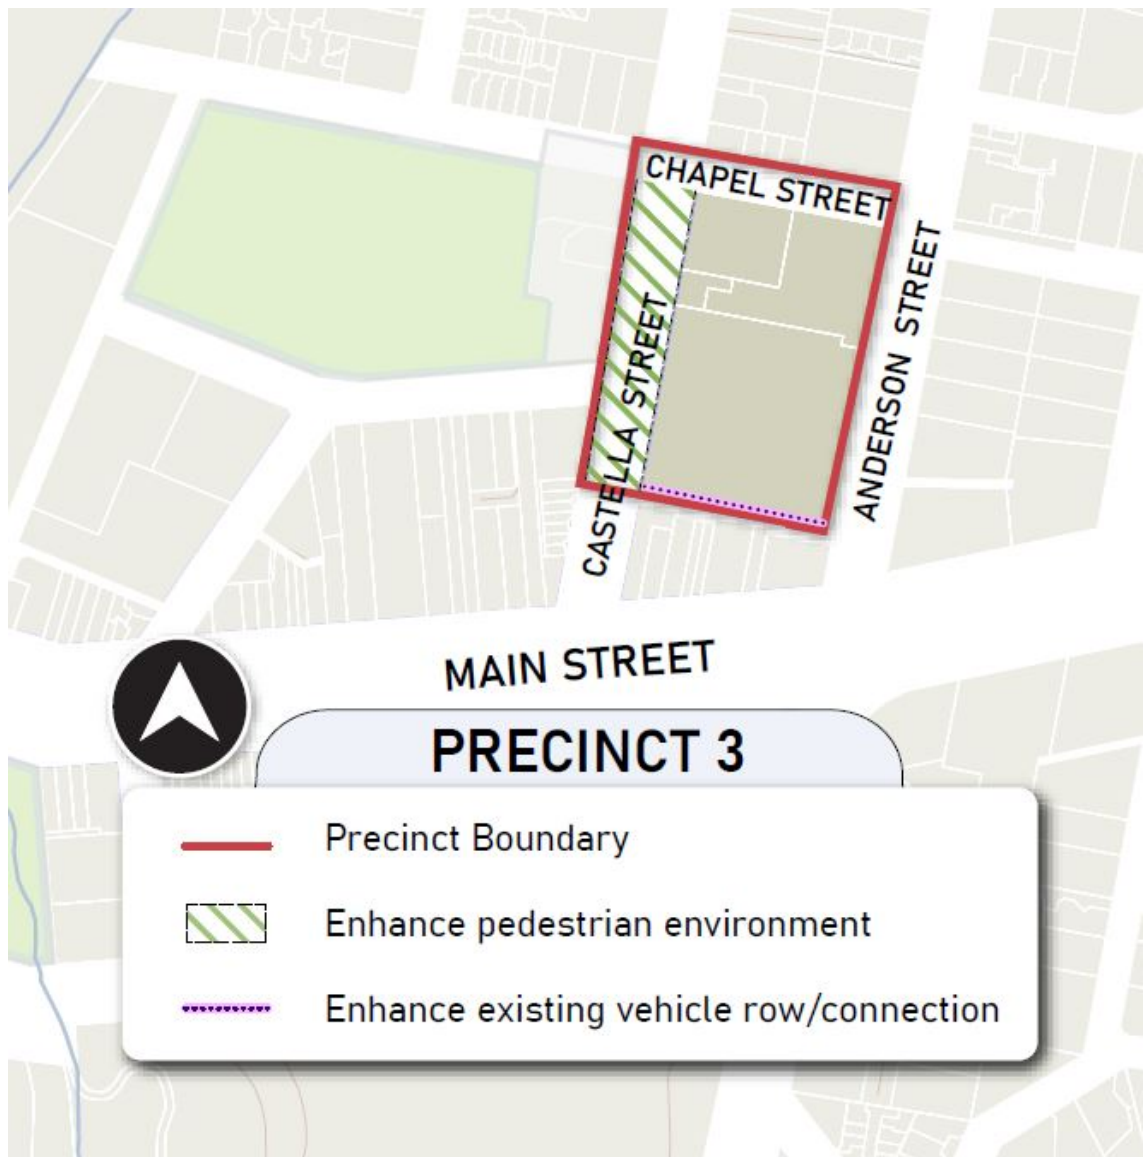 CHAPEL STREET
CASTELLA STREET
ANDERSON STREET
MAIN STREET
PRECINCT 3
Precinct Boundary
Enhance pedestrian environment
Enhance existing vehicle row/connection